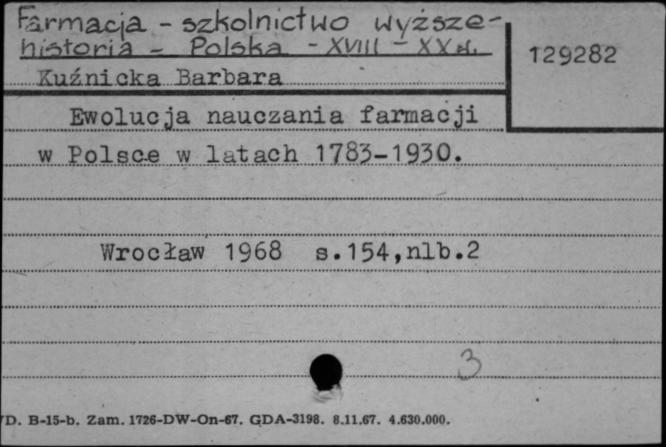 Farmacja - szkolnictwo wyższe-
historia - Polska - XVIII - XX w.
129282
Kuźnicka Barbara
Ewolucja nauczania farmacji
w Polsce w latach 1783-1930.
Wrocław 1968 s.154,nlb.2
3
D. B-15-b. Zam. 1726-DW-On-67. GDA-3198. 8.11.67. 4.630.000.